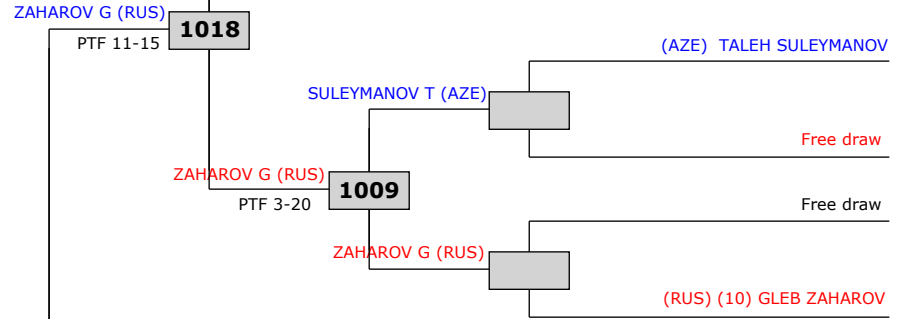 ZAHAROV G (RUS)
1018
PTF 11-15
(AZE) TALEH SULEYMANOV
SULEYMANOV T (AZE)
Free draw
ZAHAROV G (RUS)
1009
PTF 3-20
Free draw
ZAHAROV G (RUS)
(RUS) (10) GLEB ZAHAROV